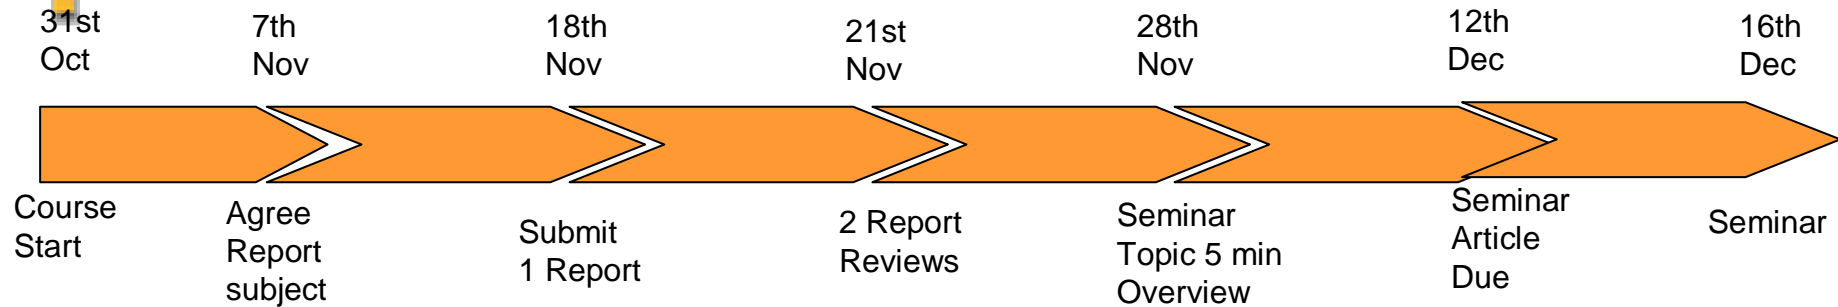 31st
Oct
7th
Nov
18th
Nov
21st
Nov
28th
Nov
12th
Dec
16th
Dec
Course
Start
Agree
Report
subject
Submit
1 Report
2 Report
Reviews
Seminar
Topic 5 min
Overview
Seminar
Article
Due
Seminar